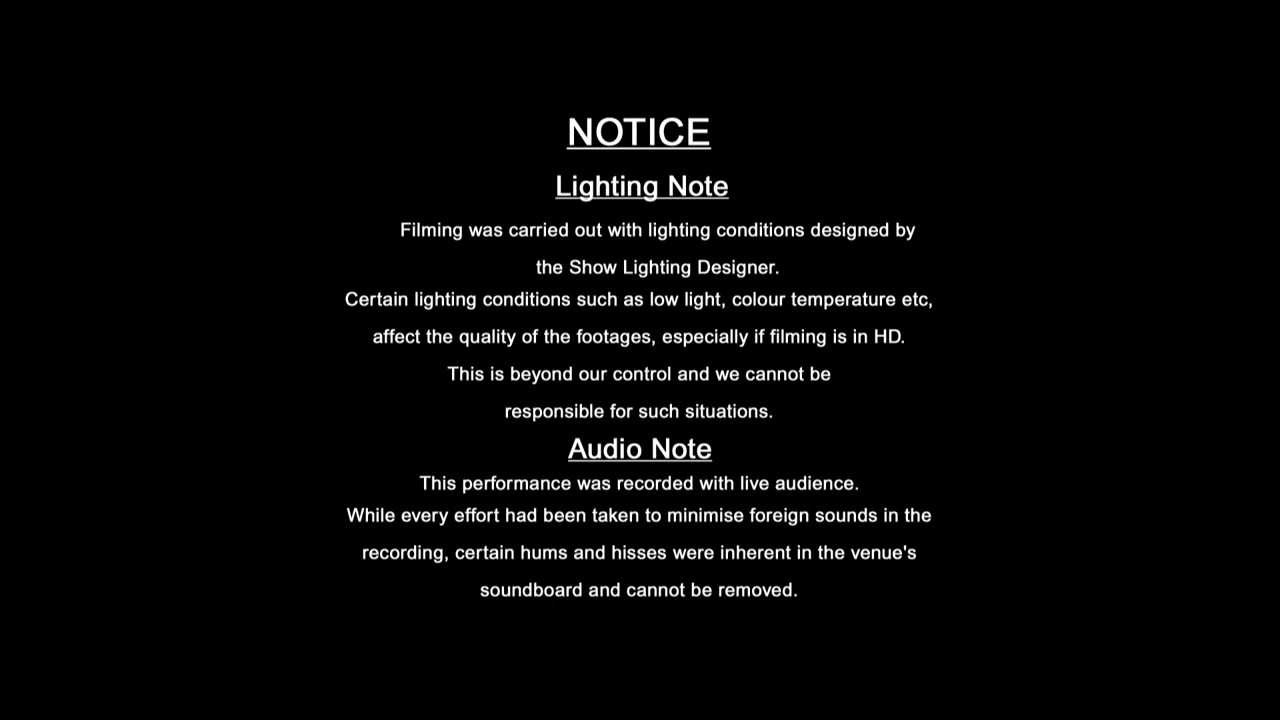 NOTICE
Lighting Note
Filming was carried out with lighting conditions designed by
the Show Lighting Designer.
Certain lighting conditions such as low light, colour temperature etc,
affect the quality of the footages, especially if filming is in HD.
This is beyond our control and we cannot be
responsible for such situations.
Audio Note
This performance was recorded with live audience.
While every effort had been taken to minimise foreign sounds in the
recording, certain hums and hisses were inherent in the venue's
soundboard and cannot be removed.